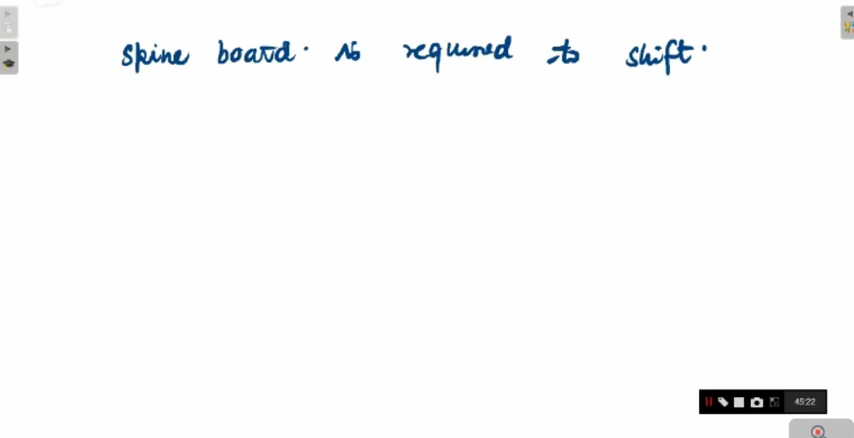 spine board. is required to shift.
45:22